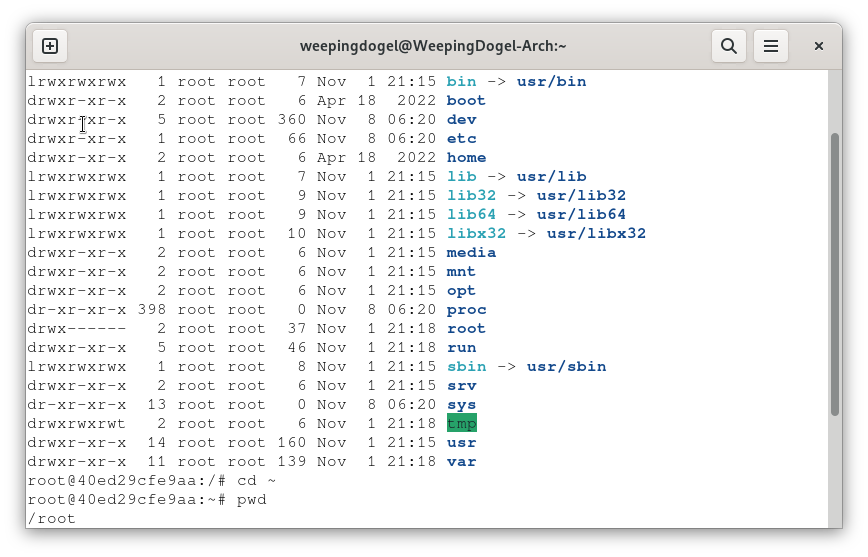 weepingdogel@WeepingDogel-Arch:~
lrwxrwxrwx   1 root root   7 Nov  1 21:15 bin -> usr/bin
drwxr-xr-x   2 root root   6 Apr 18  2022 boot
drwxr-xr-x   5 root root 360 Nov  8 06:20 dev
drwxr-xr-x   1 root root  66 Nov  8 06:20 etc
drwxr-xr-x   2 root root   6 Apr 18  2022 home
lrwxrwxrwx   1 root root   7 Nov  1 21:15 lib -> usr/lib
lrwxrwxrwx   1 root root   9 Nov  1 21:15 lib32 -> usr/lib32
lrwxrwxrwx   1 root root   9 Nov  1 21:15 lib64 -> usr/lib64
lrwxrwxrwx   1 root root  10 Nov  1 21:15 libx32 -> usr/libx32
drwxr-xr-x   2 root root   6 Nov  1 21:15 media
drwxr-xr-x   2 root root   6 Nov  1 21:15 mnt
drwxr-xr-x   2 root root   6 Nov  1 21:15 opt
dr-xr-xr-x 398 root root   0 Nov  8 06:20 proc
drwx------   2 root root  37 Nov  1 21:18 root
drwxr-xr-x   5 root root  46 Nov  1 21:18 run
lrwxrwxrwx   1 root root   8 Nov  1 21:15 sbin -> usr/sbin
drwxr-xr-x   2 root root   6 Nov  1 21:15 srv
dr-xr-xr-x  13 root root   0 Nov  8 06:20 sys
drwxrwxrwt   2 root root   6 Nov  1 21:18 tmp
drwxr-xr-x  14 root root 160 Nov  1 21:15 usr
drwxr-xr-x  11 root root 139 Nov  1 21:18 var
root@40ed29cfe9aa:/# cd ~
root@40ed29cfe9aa:~# pwd
/root